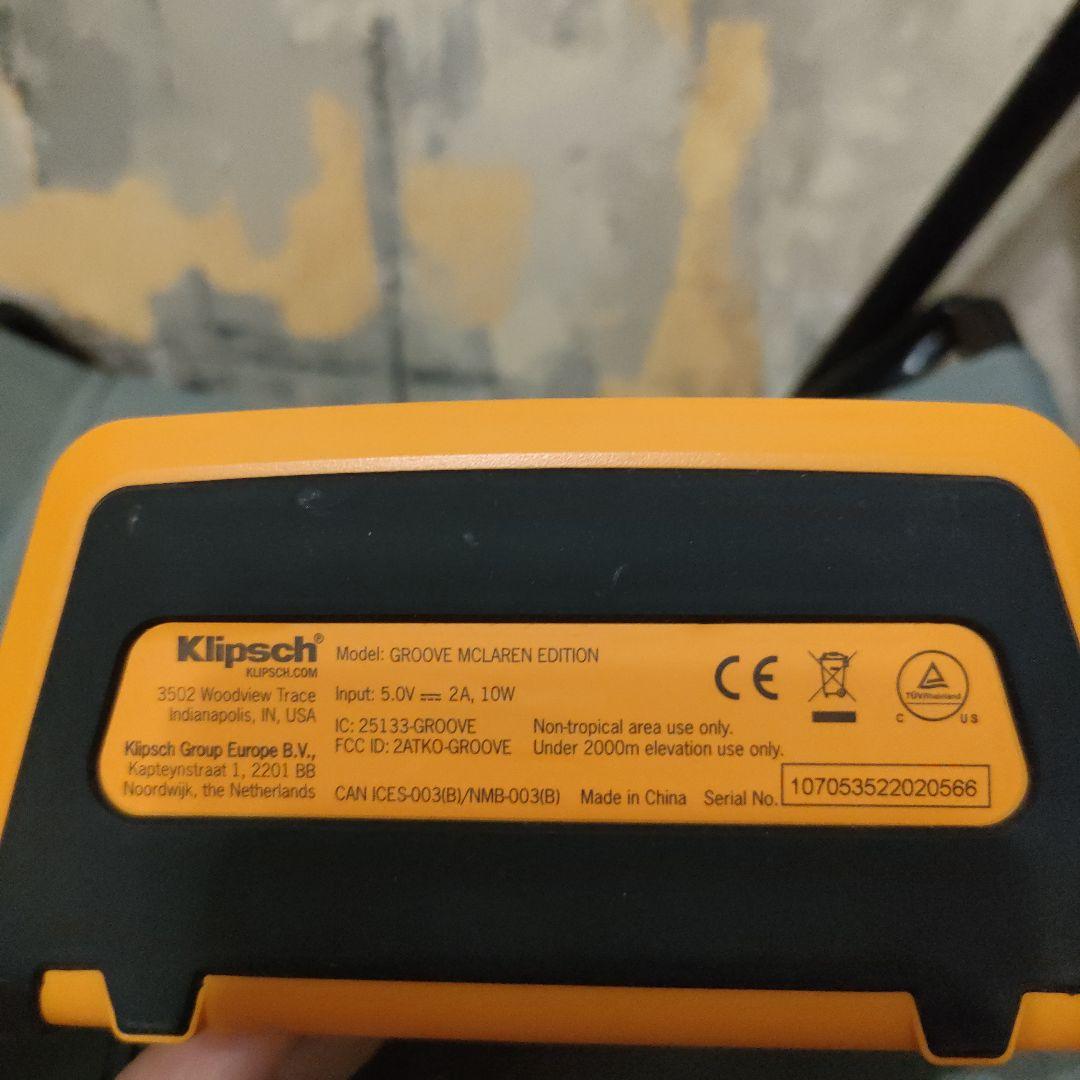 Klipsch®
KLIPSCH.COM
3502 Woodview Trace
Indianapolis, IN, USA
Klipsch Group Europe B.V.,
Kapteynstraat 1, 2201 BB
Noordwijk, the Netherlands
Model: GROOVE MCLAREN EDITION
Input: 5.0V ⎓ 2A, 10W
IC: 25133-GROOVE
FCC ID: 2ATKO-GROOVE
Non-tropical area use only.
Under 2000m elevation use only.
CAN ICES-003(B)/NMB-003(B) Made in China Serial No. 107053522020566
CE
TÜVRheinland
C US